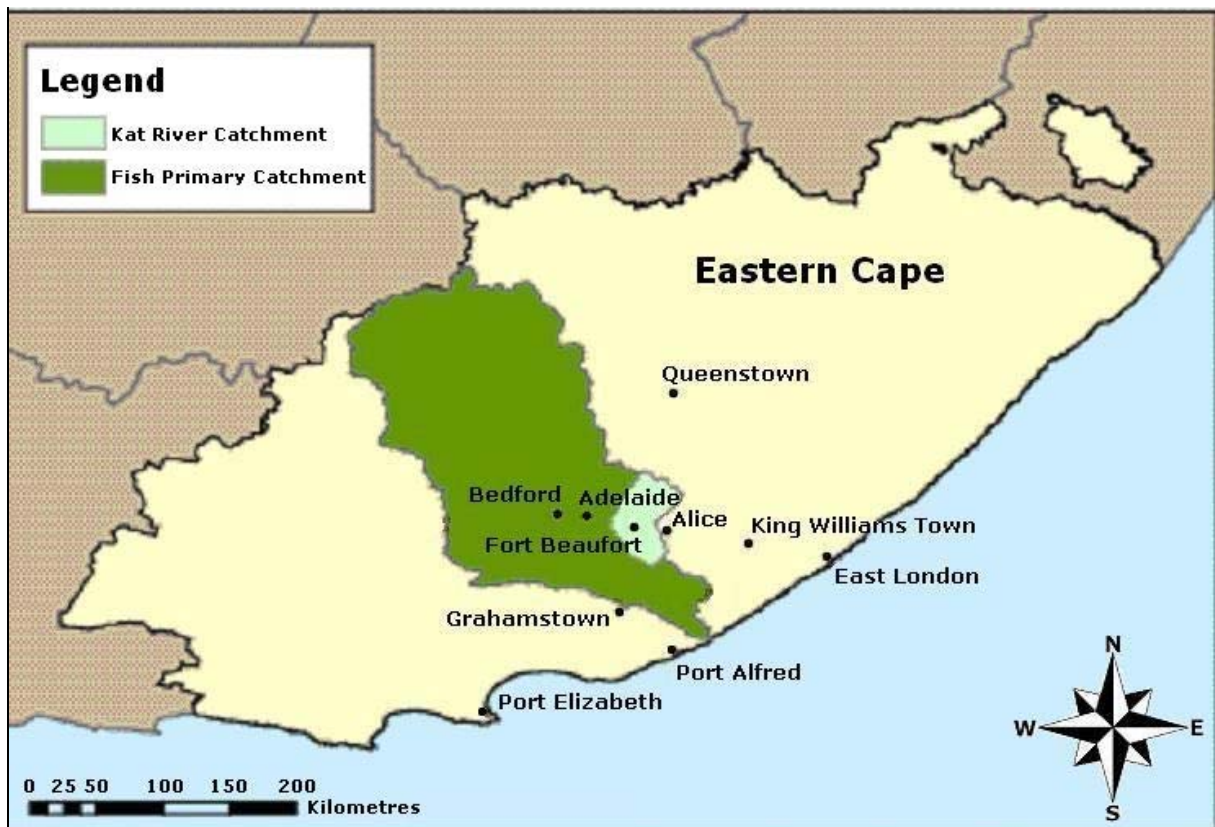 Legend
Kat River Catchment
Fish Primary Catchment
Eastern Cape
Queenstown
Bedford
Adelaide
Fort Beaufort
Alice
King Williams Town
East London
Grahamstown
Port Alfred
Port Elizabeth
N
W
E
S
0 25 50 100 150 200
Kilometres